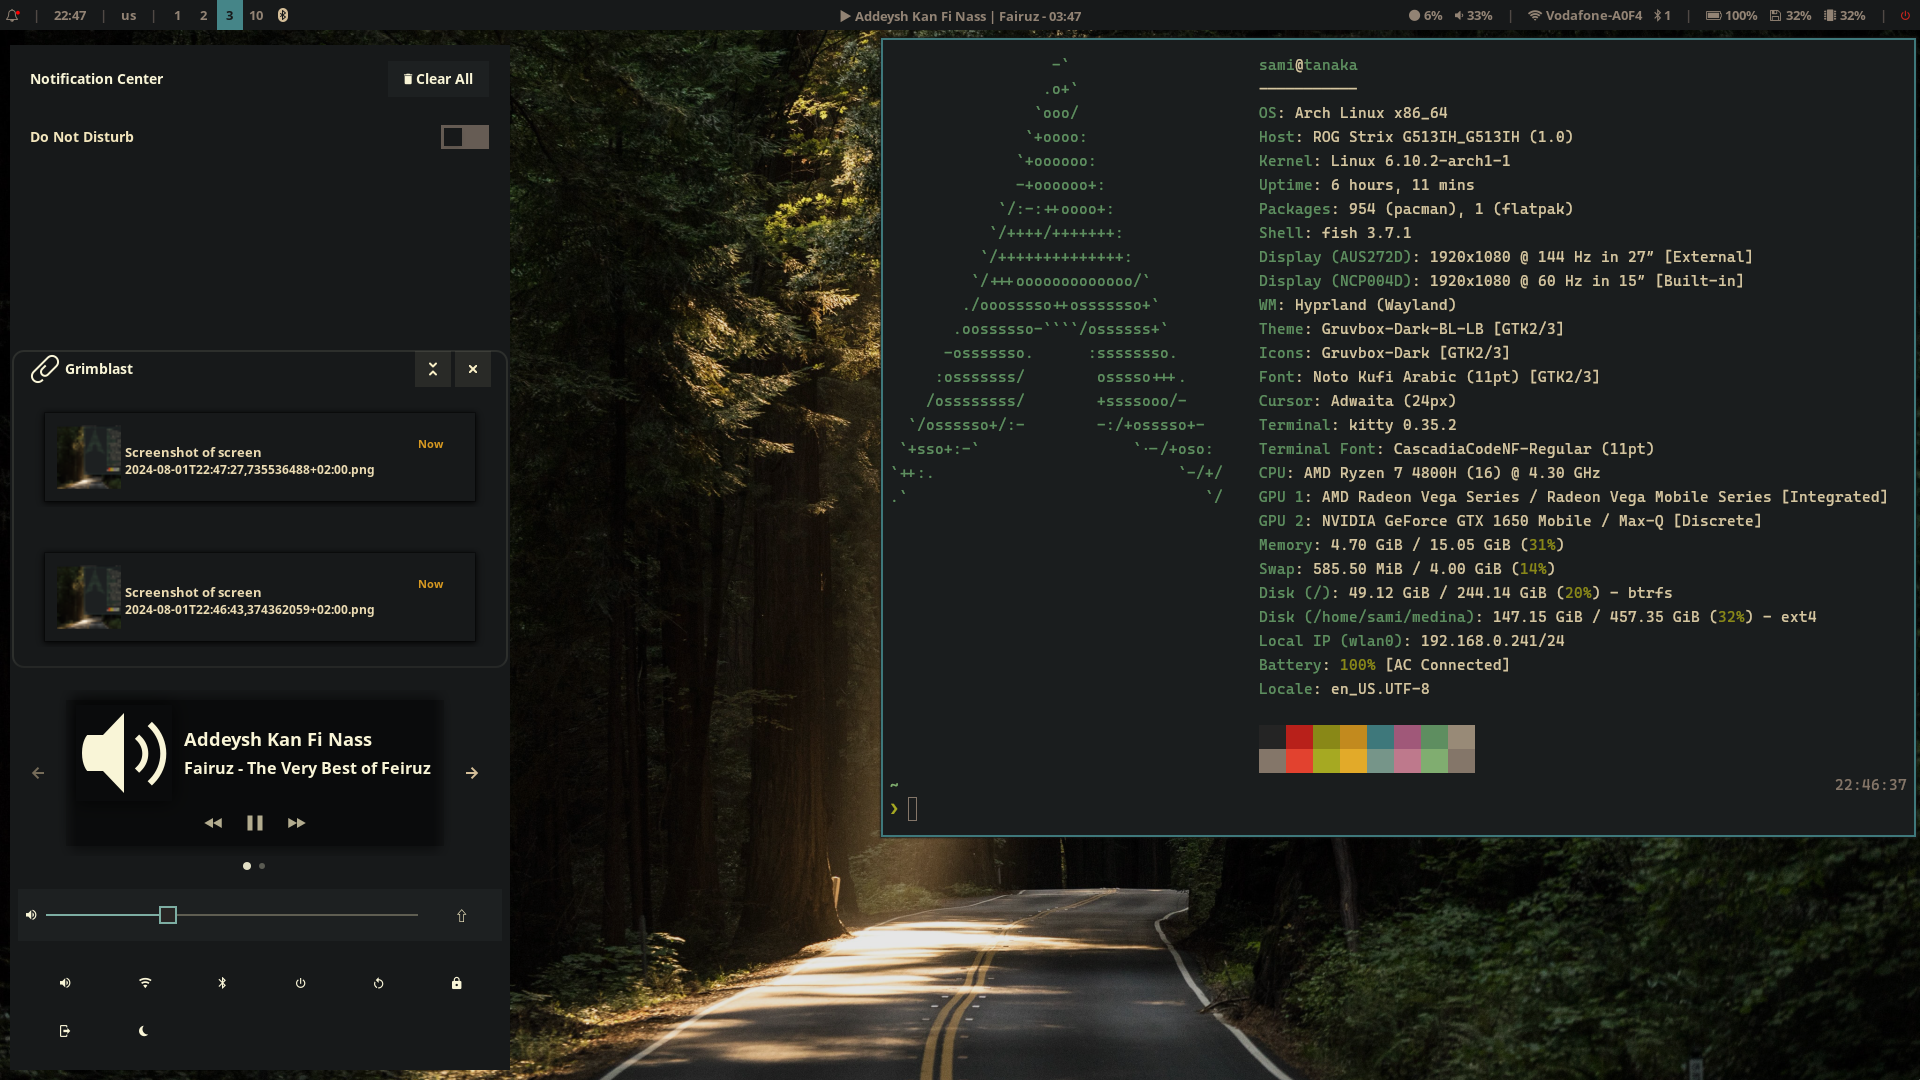 22:47 | us | 1 2 3 10
▶ Addeysh Kan Fi Nass | Fairuz - 03:47
6% 33% | Vodafone-A0F4 1 | 100% 32% 32% |
Notification Center
Clear All
Do Not Disturb
Grimblast
Screenshot of screen
Now
2024-08-01T22:47:27,735536488+02:00.png
Screenshot of screen
Now
2024-08-01T22:46:43,374362059+02:00.png
Addeysh Kan Fi Nass
Fairuz - The Very Best of Feiruz
sami@tanaka
OS: Arch Linux x86_64
Host: ROG Strix G513IH_G513IH (1.0)
Kernel: Linux 6.10.2-arch1-1
Uptime: 6 hours, 11 mins
Packages: 954 (pacman), 1 (flatpak)
Shell: fish 3.7.1
Display (AUS272D): 1920x1080 @ 144 Hz in 27″ [External]
Display (NCP004D): 1920x1080 @ 60 Hz in 15″ [Built-in]
WM: Hyprland (Wayland)
Theme: Gruvbox-Dark-BL-LB [GTK2/3]
Icons: Gruvbox-Dark [GTK2/3]
Font: Noto Kufi Arabic (11pt) [GTK2/3]
Cursor: Adwaita (24px)
Terminal: kitty 0.35.2
Terminal Font: CascadiaCodeNF-Regular (11pt)
CPU: AMD Ryzen 7 4800H (16) @ 4.30 GHz
GPU 1: AMD Radeon Vega Series / Radeon Vega Mobile Series [Integrated]
GPU 2: NVIDIA GeForce GTX 1650 Mobile / Max-Q [Discrete]
Memory: 4.70 GiB / 15.05 GiB (31%)
Swap: 585.50 MiB / 4.00 GiB (14%)
Disk (/): 49.12 GiB / 244.14 GiB (20%) - btrfs
Disk (/home/sami/medina): 147.15 GiB / 457.35 GiB (32%) - ext4
Local IP (wlan0): 192.168.0.241/24
Battery: 100% [AC Connected]
Locale: en_US.UTF-8
~ 22:46:37
❯